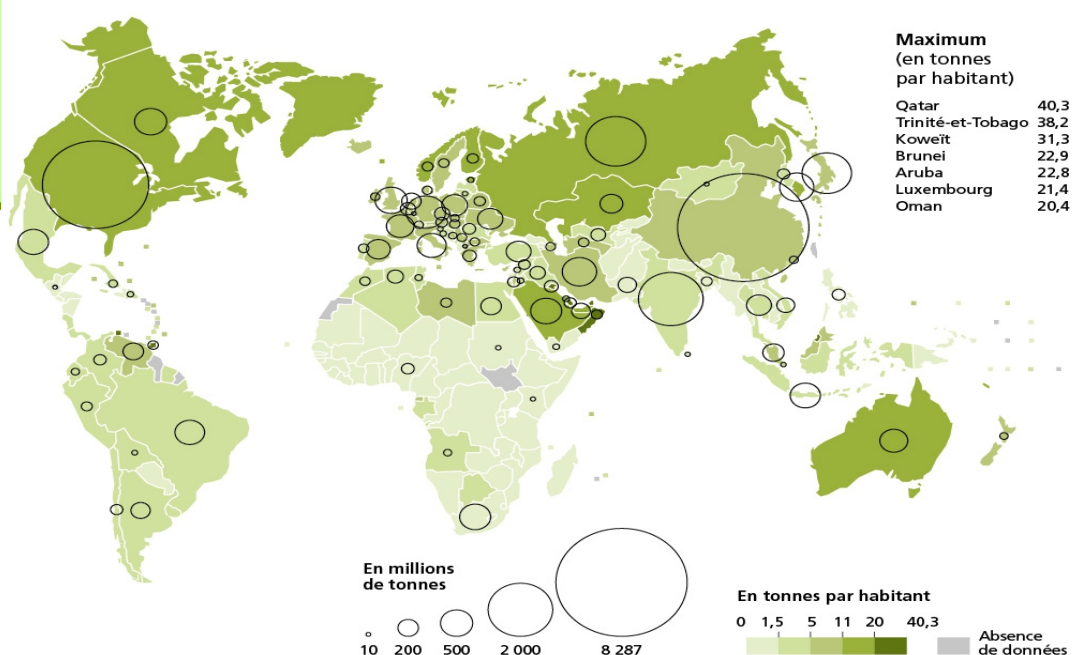 Maximum
(en tonnes
par habitant)
Qatar 40,3
Trinité-et-Tobago 38,2
Koweït 31,3
Brunei 22,9
Aruba 22,8
Luxembourg 21,4
Oman 20,4
En millions
de tonnes
10 200 500 2 000 8 287
En tonnes par habitant
0 1,5 5 11 20 40,3
Absence
de données